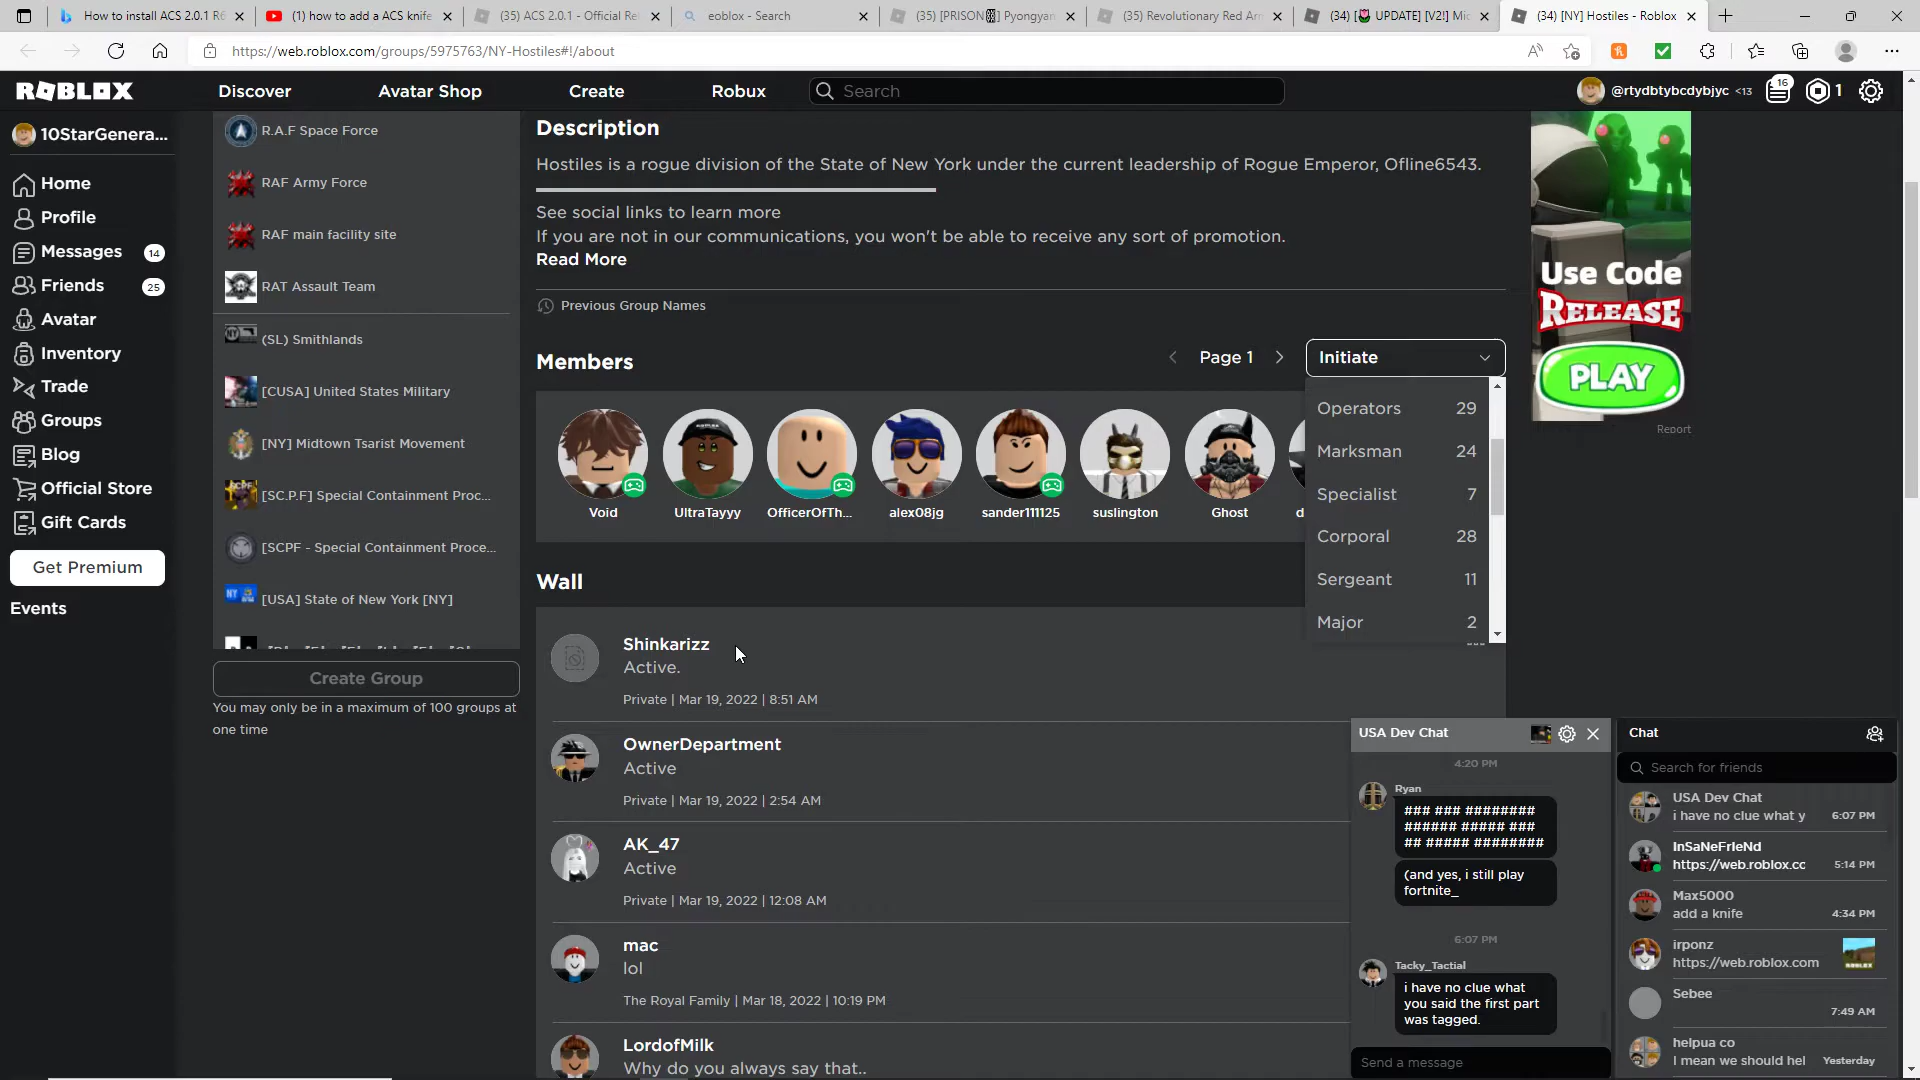 How to install ACS 2.0.1 R6
(1) how to add a ACS knife
(35) ACS 2.0.1 - Official Re
eoblox - Search
(35) [PRISON Pyongyan
(35) Revolutionary Red Arm
(34) [🌷 UPDATE] [V2!] Mic
(34) [NY] Hostiles - Roblox
https://web.roblox.com/groups/5975763/NY-Hostiles#!/about
ROBLOX
Discover
Avatar Shop
Create
Robux
Search
@rtydbtybcdybjyc <13
16
1
10StarGenera...
Home
Profile
Messages 14
Friends 25
Avatar
Inventory
Trade
Groups
Blog
Official Store
Gift Cards
Get Premium
Events
R.A.F Space Force
RAF Army Force
RAF main facility site
RAT Assault Team
(SL) Smithlands
[CUSA] United States Military
[NY] Midtown Tsarist Movement
[SC.P.F] Special Containment Proc...
[SCPF - Special Containment Proce...
[USA] State of New York [NY]
Create Group
You may only be in a maximum of 100 groups at
one time
Description
Hostiles is a rogue division of the State of New York under the current leadership of Rogue Emperor, Ofline6543.
See social links to learn more
If you are not in our communications, you won't be able to receive any sort of promotion.
Read More
Previous Group Names
Members
Page 1
Initiate
Operators 29
Marksman 24
Specialist 7
Corporal 28
Sergeant 11
Major 2
Void
UltraTayyy
OfficerOfTh...
alex08jg
sander111125
suslington
Ghost
d
Wall
Shinkarizz
Active.
Private | Mar 19, 2022 | 8:51 AM
OwnerDepartment
Active
Private | Mar 19, 2022 | 2:54 AM
AK_47
Active
Private | Mar 19, 2022 | 12:08 AM
mac
lol
The Royal Family | Mar 18, 2022 | 10:19 PM
LordofMilk
Why do you always say that..
Use Code
RELEASE
PLAY
Report
USA Dev Chat
4:20 PM
Ryan
### ### ########
###### ##### ###
## ##### ########
(and yes, i still play
fortnite_
6:07 PM
Tacky_Tactial
i have no clue what
you said the first part
was tagged.
Send a message
Chat
Search for friends
USA Dev Chat
i have no clue what y 6:07 PM
InSaNeFrIeNd
https://web.roblox.cc 5:14 PM
Max5000
add a knife 4:34 PM
irponz
https://web.roblox.com
ROBLOX
Sebee
7:49 AM
helpua co
I mean we should hel Yesterday